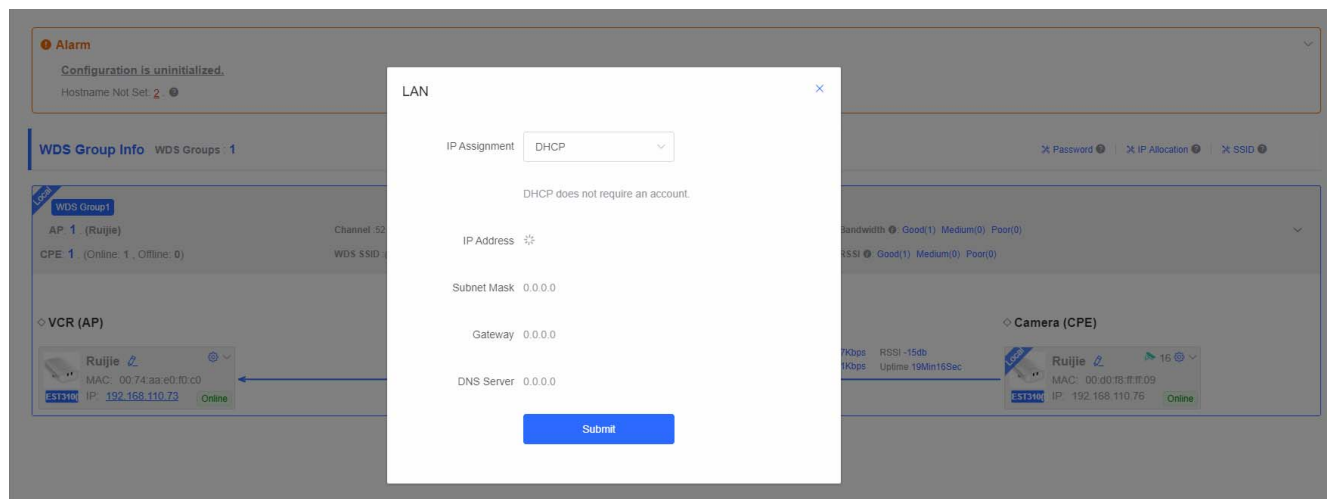 Alarm
Configuration is uninitialized.
Hostname Not Set: 2 .
LAN
IP Assignment DHCP
DHCP does not require an account.
IP Address
Subnet Mask 0.0.0.0
Gateway 0.0.0.0
DNS Server 0.0.0.0
Submit
WDS Group Info WDS Groups : 1
Password IP Allocation SSID
Local
WDS Group1
AP: 1 . (Ruijie) Channel :52 Bandwidth : Good(1) Medium(0) Poor(0)
CPE: 1 . (Online: 1 , Offline: 0) WDS SSID : RSSI : Good(1) Medium(0) Poor(0)
VCR (AP)
Ruijie
MAC: 00:74:aa:e0:f0:c0
EST310 IP: 192.168.110.73 Online
7Kbps RSSI -15db
1Kbps Uptime 19Min16Sec
Camera (CPE)
Local
Ruijie 16
MAC: 00:d0:f8:ff:ff:09
EST310 IP: 192.168.110.76 Online